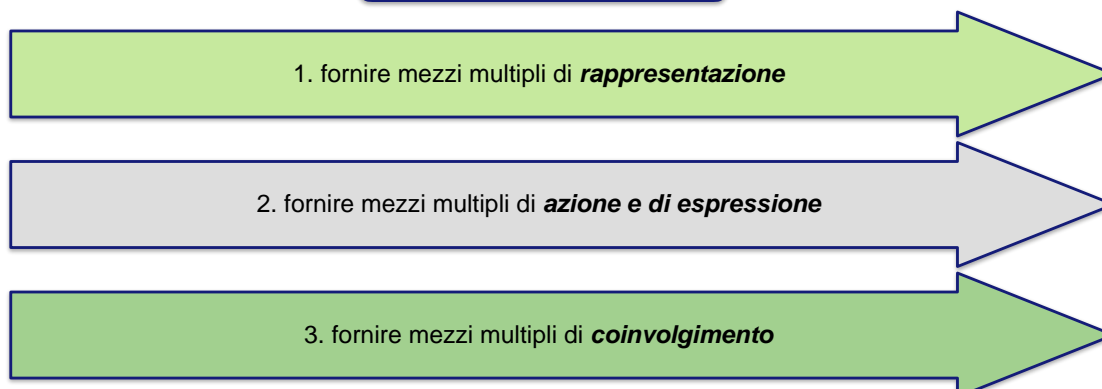 1. fornire mezzi multipli di rappresentazione
2. fornire mezzi multipli di azione e di espressione
3. fornire mezzi multipli di coinvolgimento